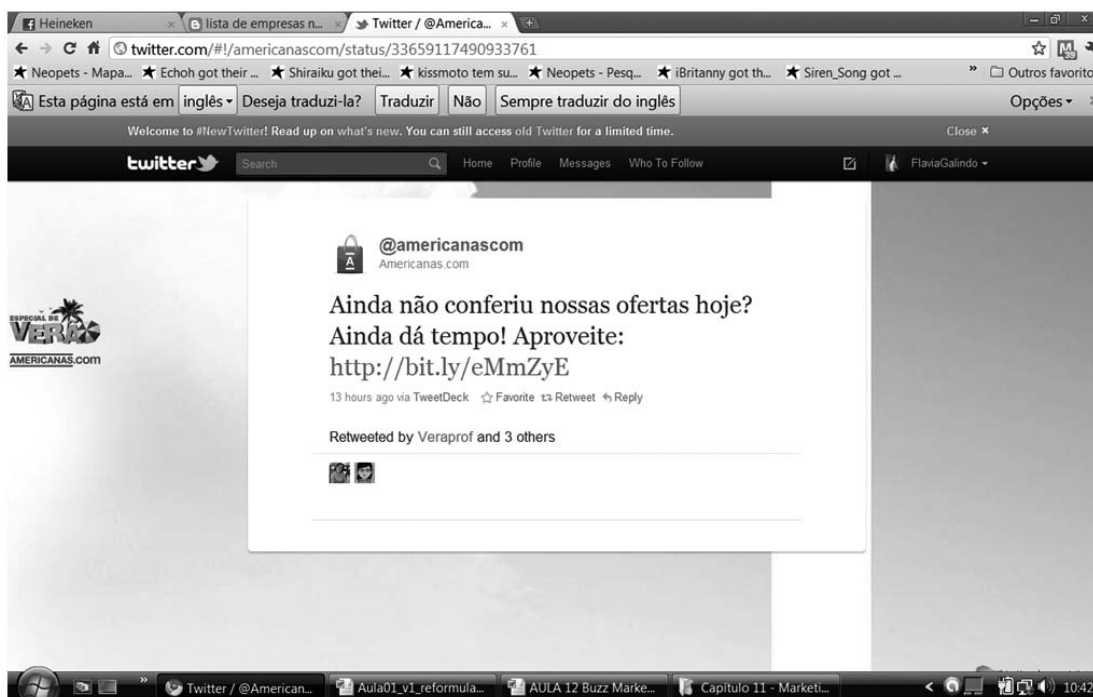 Heineken
lista de empresas n...
Twitter / @America...
twitter.com/#!/americanascom/status/33659117490933761
Neopets - Mapa... Echoh got their ... Shiraiku got thei... kissmoto tem su... Neopets - Pesq... iBritanny got th... Siren_Song got ... » Outros favorito
Esta página está em inglês Deseja traduzi-la? Traduzir Não Sempre traduzir do inglês Opções
Welcome to #NewTwitter! Read up on what's new. You can still access old Twitter for a limited time. Close ×
twitter Search Home Profile Messages Who To Follow FlaviaGalindo
@americanascom
Americanas.com
Ainda não conferiu nossas ofertas hoje?
Ainda dá tempo! Aproveite:
http://bit.ly/eMmZyE
13 hours ago via TweetDeck Favorite Retweet Reply
Retweeted by Veraprof and 3 others
ESPECIAL DE
VERÃO
AMERICANAS.com
» Twitter / @American... Aula01_v1_reformula... AULA 12 Buzz Marke... Capítulo 11 - Marketi... < 10:42